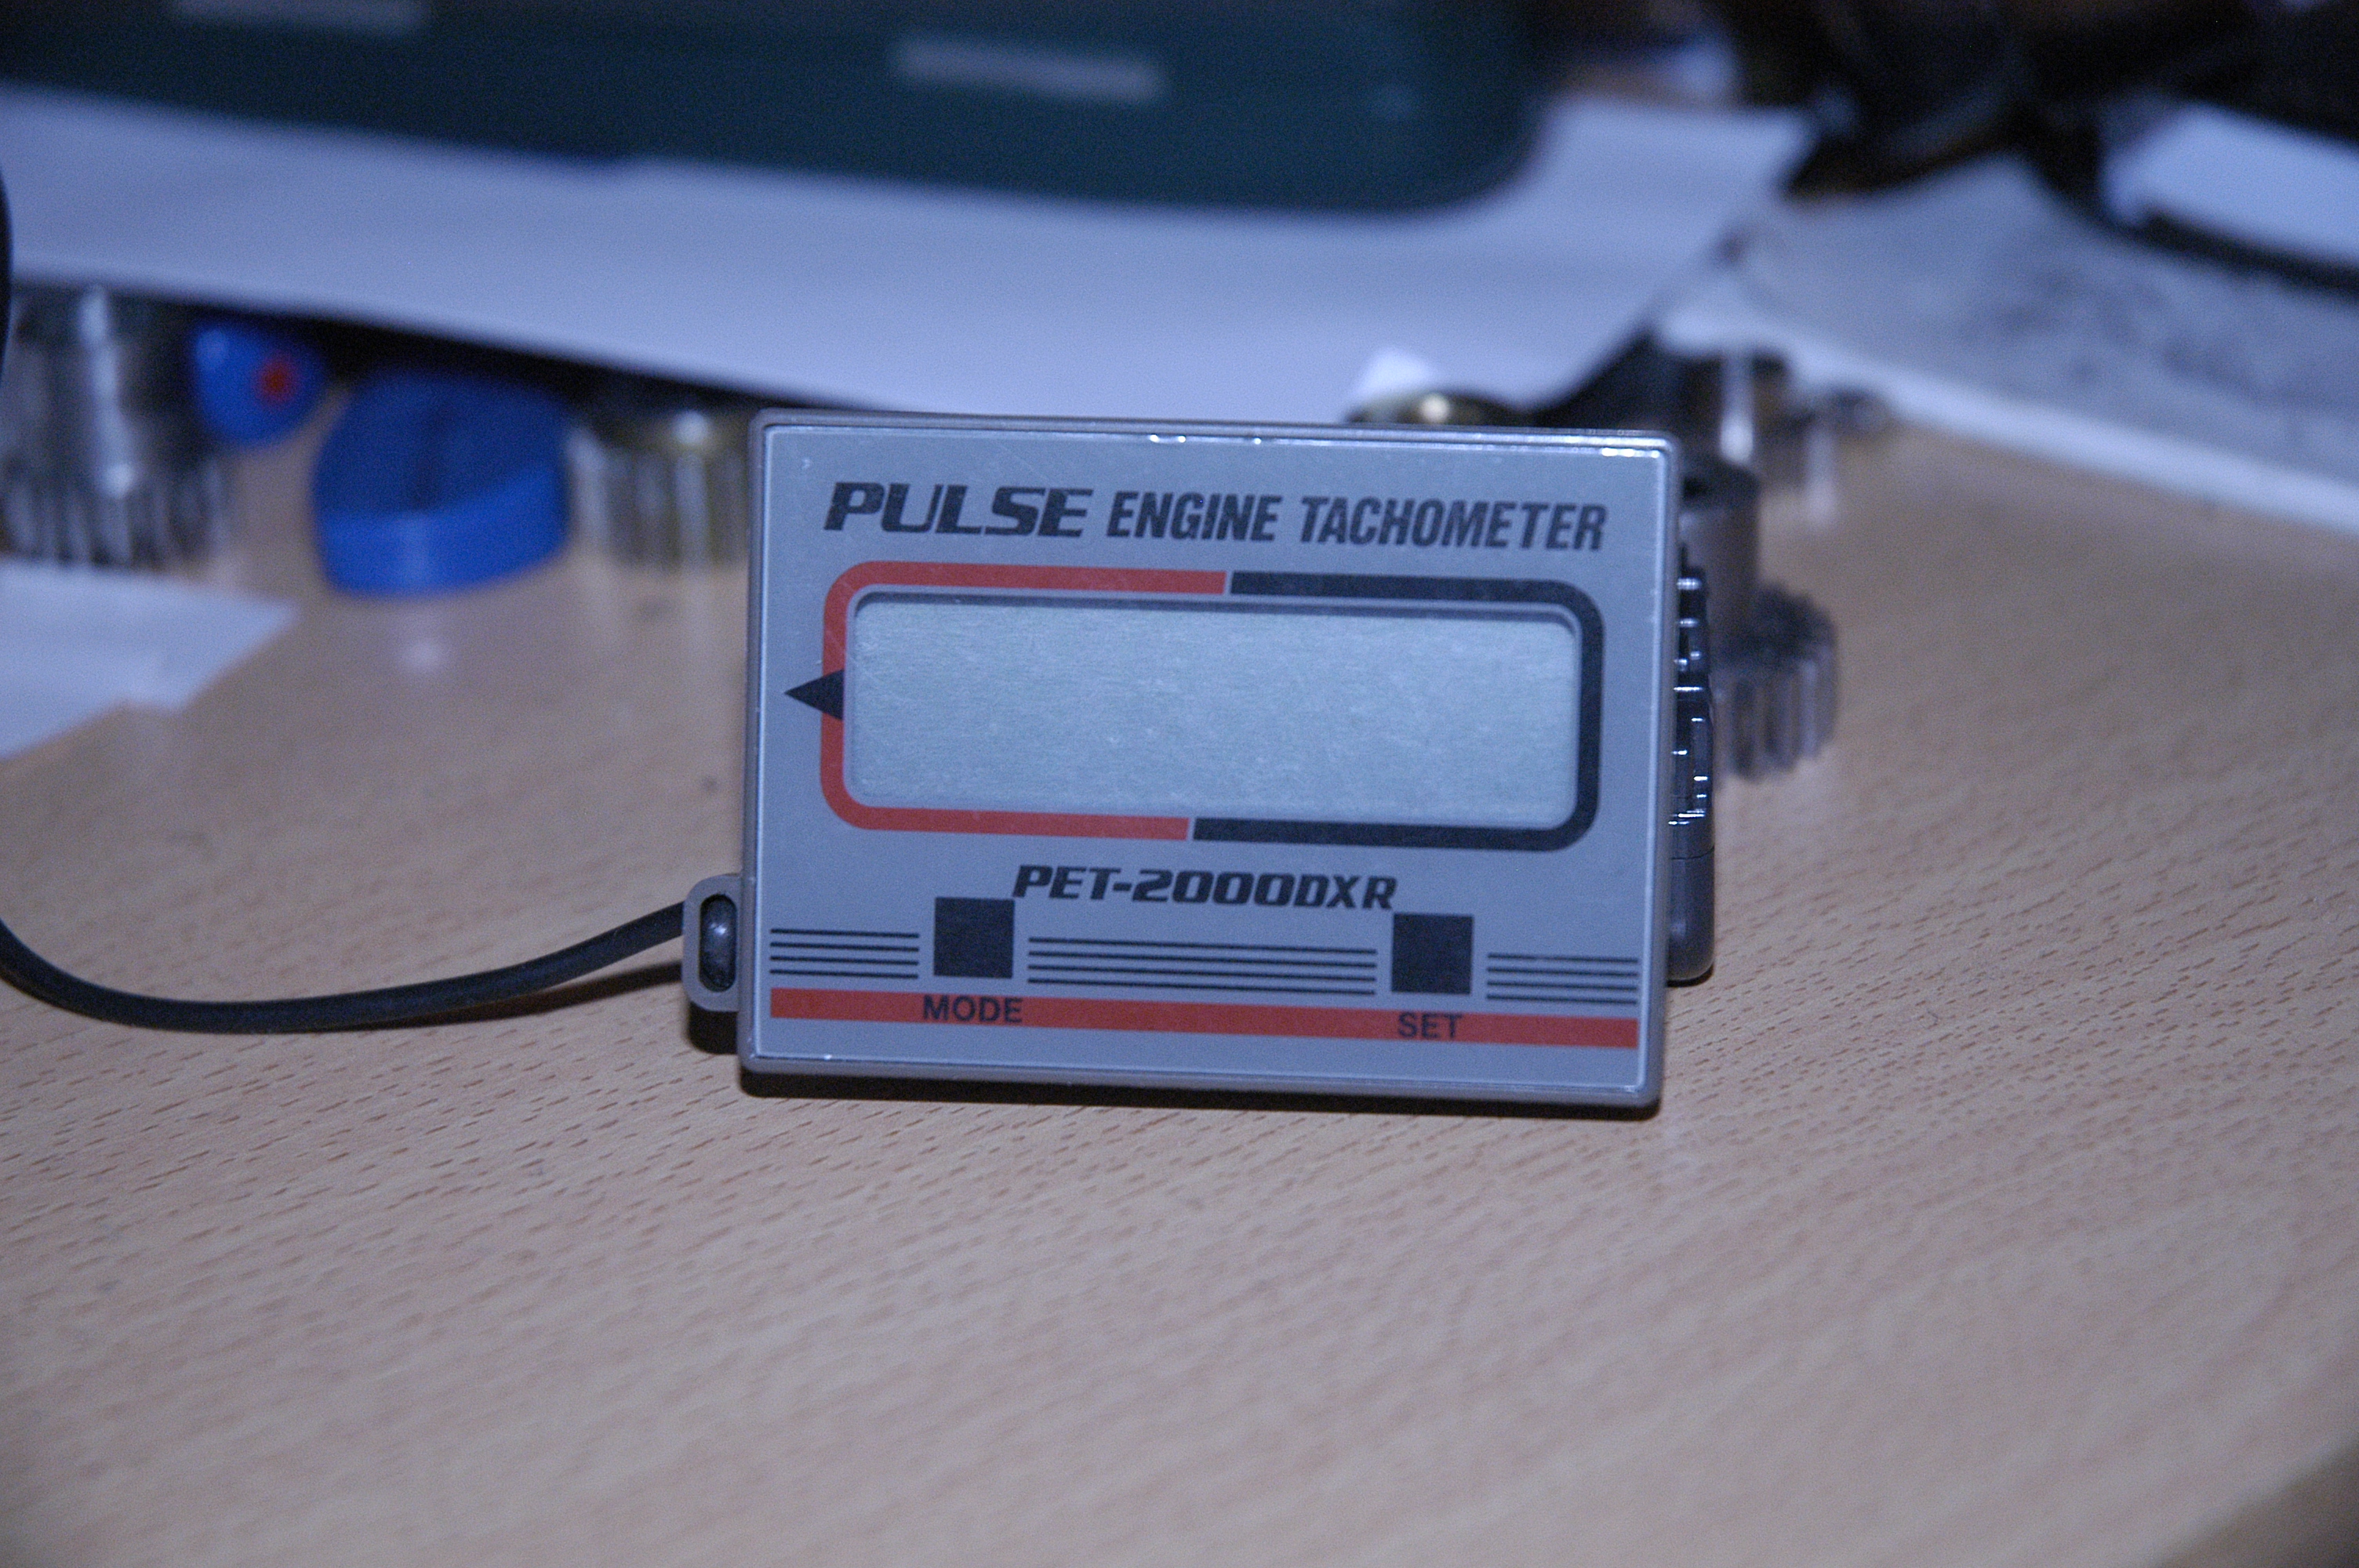 PULSE ENGINE TACHOMETER
PET-2000DXR
MODE
SET